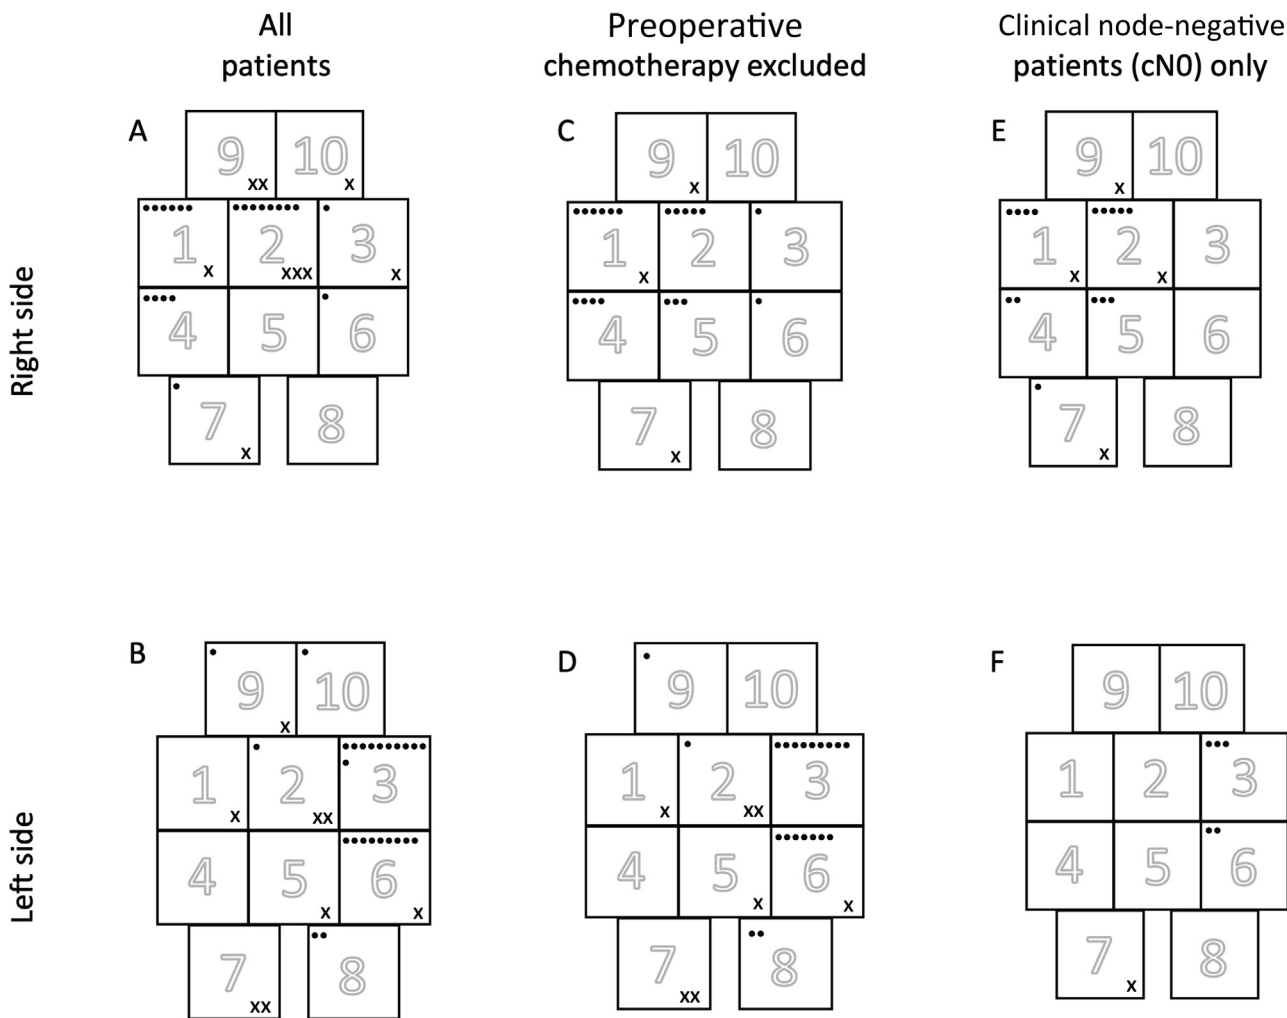 All
patients
Preoperative
chemotherapy excluded
Clinical node-negative
patients (cN0) only
Right side
A
9 xx
10 x
1 x
2 xxx
3 x
4
5
6
7 x
8
C
9 x
10
1 x
2
3
4
5
6
7 x
8
E
9 x
10
1 x
2 x
3
4
5
6
7 x
8
Left side
B
9 x
10
1 x
2 xx
3
4
5 x
6 x
7 xx
8
D
9
10
1 x
2 xx
3
4
5 x
6 x
7 xx
8
F
9
10
1
2
3
4
5
6
7 x
8